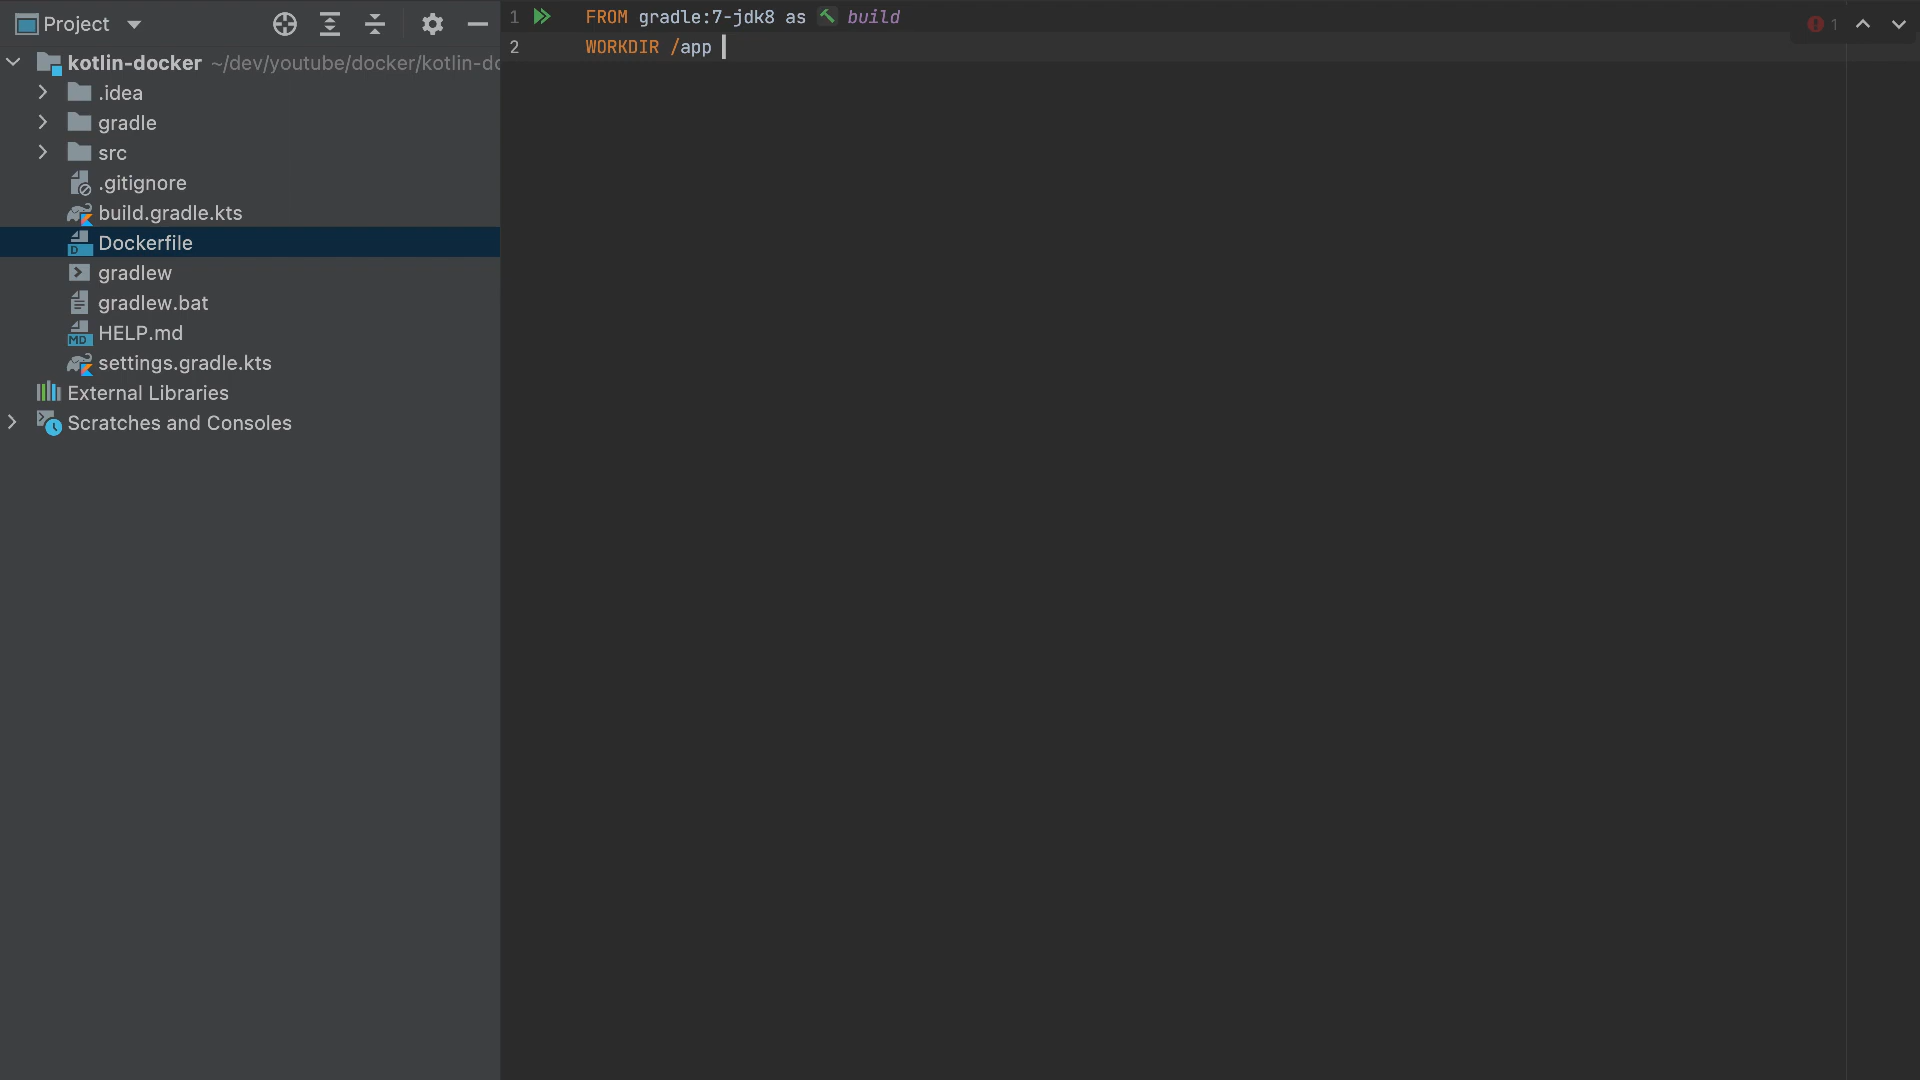 Project
kotlin-docker ~/dev/youtube/docker/kotlin-do
.idea
gradle
src
.gitignore
build.gradle.kts
Dockerfile
gradlew
gradlew.bat
HELP.md
settings.gradle.kts
External Libraries
Scratches and Consoles
1 FROM gradle:7-jdk8 as build
2 WORKDIR /app
1